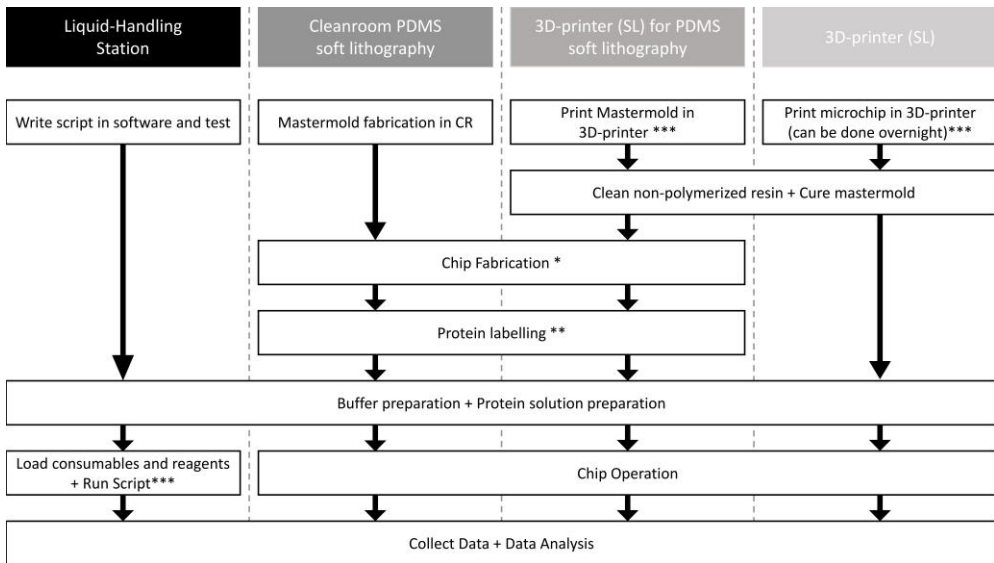 Liquid-Handling
Station
Cleanroom PDMS
soft lithography
3D-printer (SL) for PDMS
soft lithography
3D-printer (SL)
Write script in software and test
Mastermold fabrication in CR
Print Mastermold in
3D-printer ***
Print microchip in 3D-printer
(can be done overnight)***
Clean non-polymerized resin + Cure mastermold
Chip Fabrication *
Protein labelling **
Buffer preparation + Protein solution preparation
Load consumables and reagents
+ Run Script***
Chip Operation
Collect Data + Data Analysis